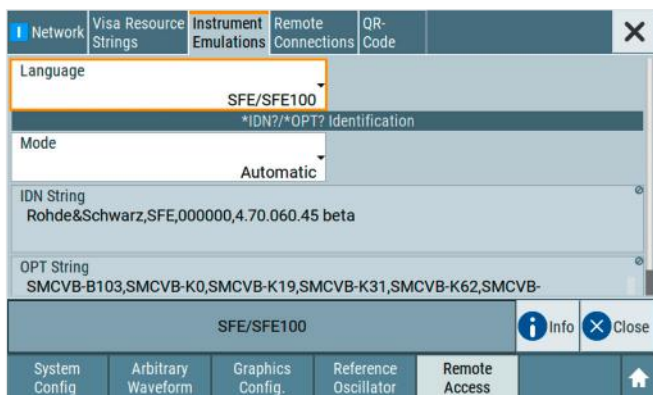 Network
Visa Resource
Strings
Instrument
Emulations
Remote
Connections
QR-
Code
Language
SFE/SFE100
*IDN?/*OPT? Identification
Mode
Automatic
IDN String
Rohde&Schwarz,SFE,000000,4.70.060.45 beta
OPT String
SMCVB-B103,SMCVB-K0,SMCVB-K19,SMCVB-K31,SMCVB-K62,SMCVB-
SFE/SFE100
Info
Close
System
Config
Arbitrary
Waveform
Graphics
Config.
Reference
Oscillator
Remote
Access